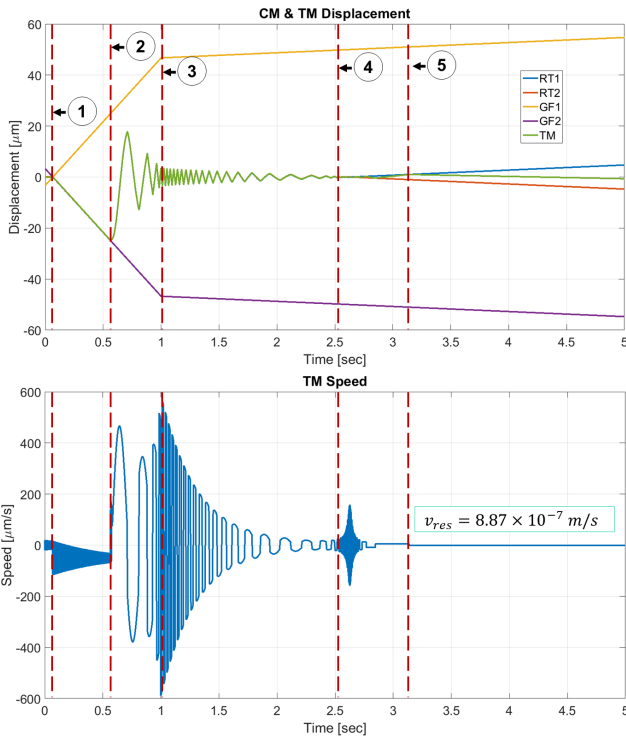 CM & TM Displacement
60
40
20
0
-20
-40
-60
Displacement [μm]
1
2
3
4
5
RT1
RT2
GF1
GF2
TM
0 0.5 1 1.5 2 2.5 3 3.5 4 4.5 5
Time [sec]
TM Speed
600
400
200
0
-200
-400
-600
Speed [μm/s]
v_res = 8.87 × 10⁻⁷ m/s
0 0.5 1 1.5 2 2.5 3 3.5 4 4.5 5
Time [sec]